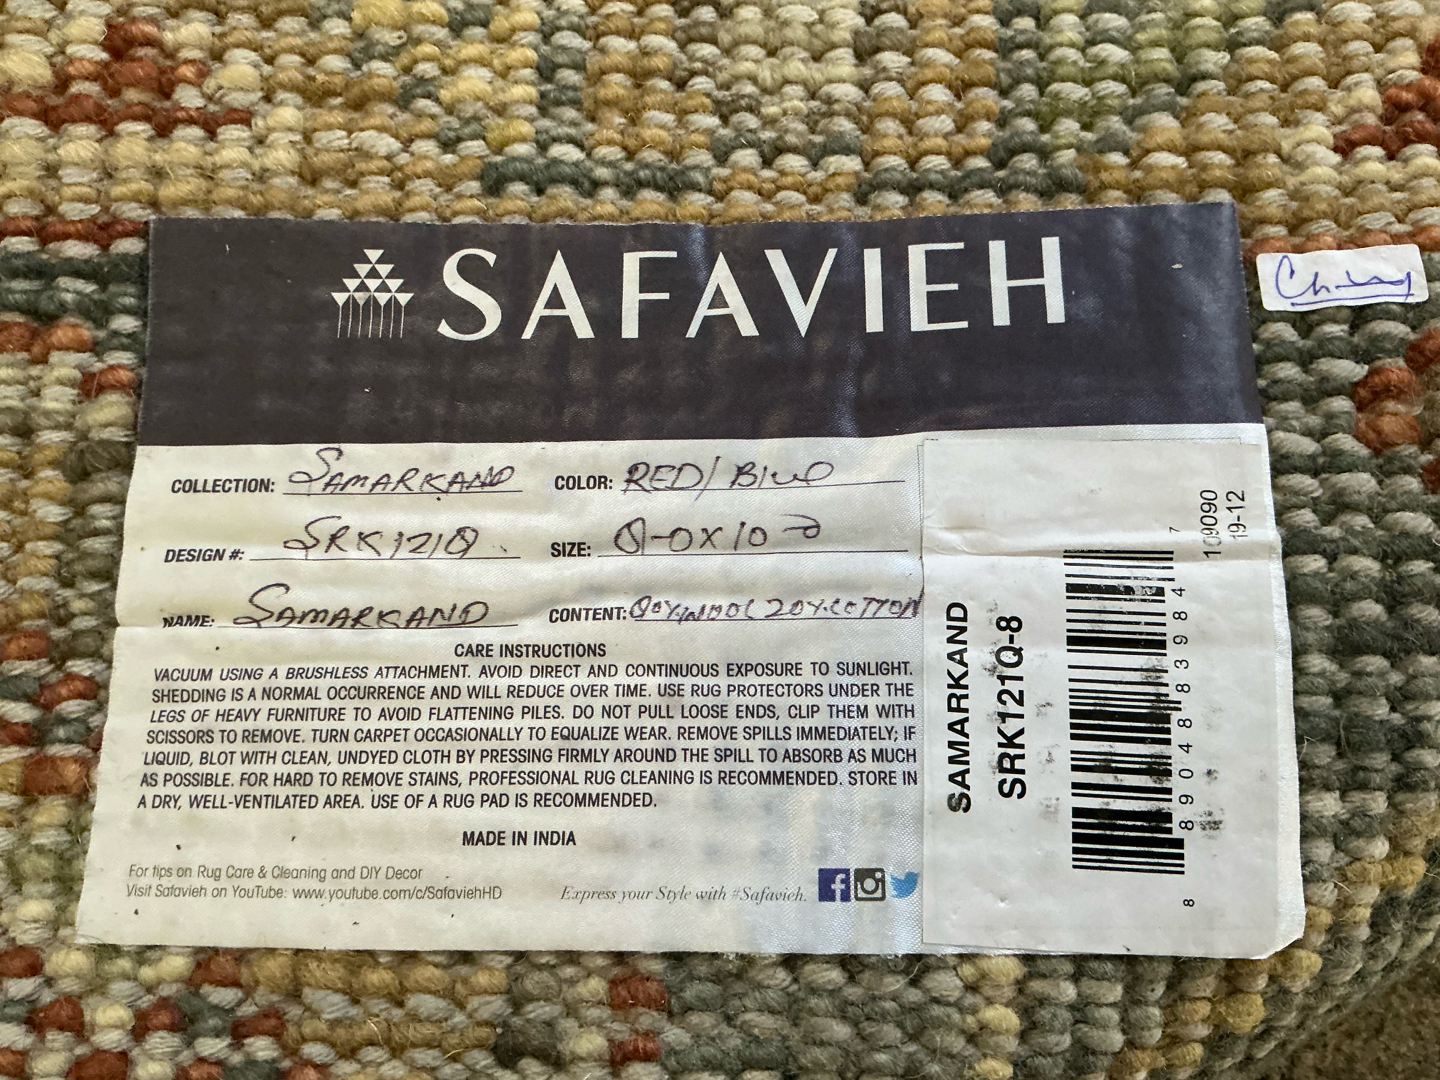 SAFAVIEH
COLLECTION: SAMARKAND
COLOR: RED/Blue
DESIGN #: SRK121Q
SIZE:
NAME: SAMARKAND
CONTENT: COTTON
CARE INSTRUCTIONS
VACUUM USING A BRUSHLESS ATTACHMENT. AVOID DIRECT AND CONTINUOUS EXPOSURE TO SUNLIGHT.
SHEDDING IS A NORMAL OCCURRENCE AND WILL REDUCE OVER TIME. USE RUG PROTECTORS UNDER THE
LEGS OF HEAVY FURNITURE TO AVOID FLATTENING PILES. DO NOT PULL LOOSE ENDS, CLIP THEM WITH
SCISSORS TO REMOVE. TURN CARPET OCCASIONALLY TO EQUALIZE WEAR. REMOVE SPILLS IMMEDIATELY; IF
LIQUID, BLOT WITH CLEAN, UNDYED CLOTH BY PRESSING FIRMLY AROUND THE SPILL TO ABSORB AS MUCH
AS POSSIBLE. FOR HARD TO REMOVE STAINS, PROFESSIONAL RUG CLEANING IS RECOMMENDED. STORE IN
A DRY, WELL-VENTILATED AREA. USE OF A RUG PAD IS RECOMMENDED.
MADE IN INDIA
For tips on Rug Care & Cleaning and DIY Decor
Visit Safavieh on YouTube: www.youtube.com/c/SafaviehHD
Express your Style with #Safavieh.
SAMARKAND
SRK121Q-8
8 89048 83984 7
109090
19-12